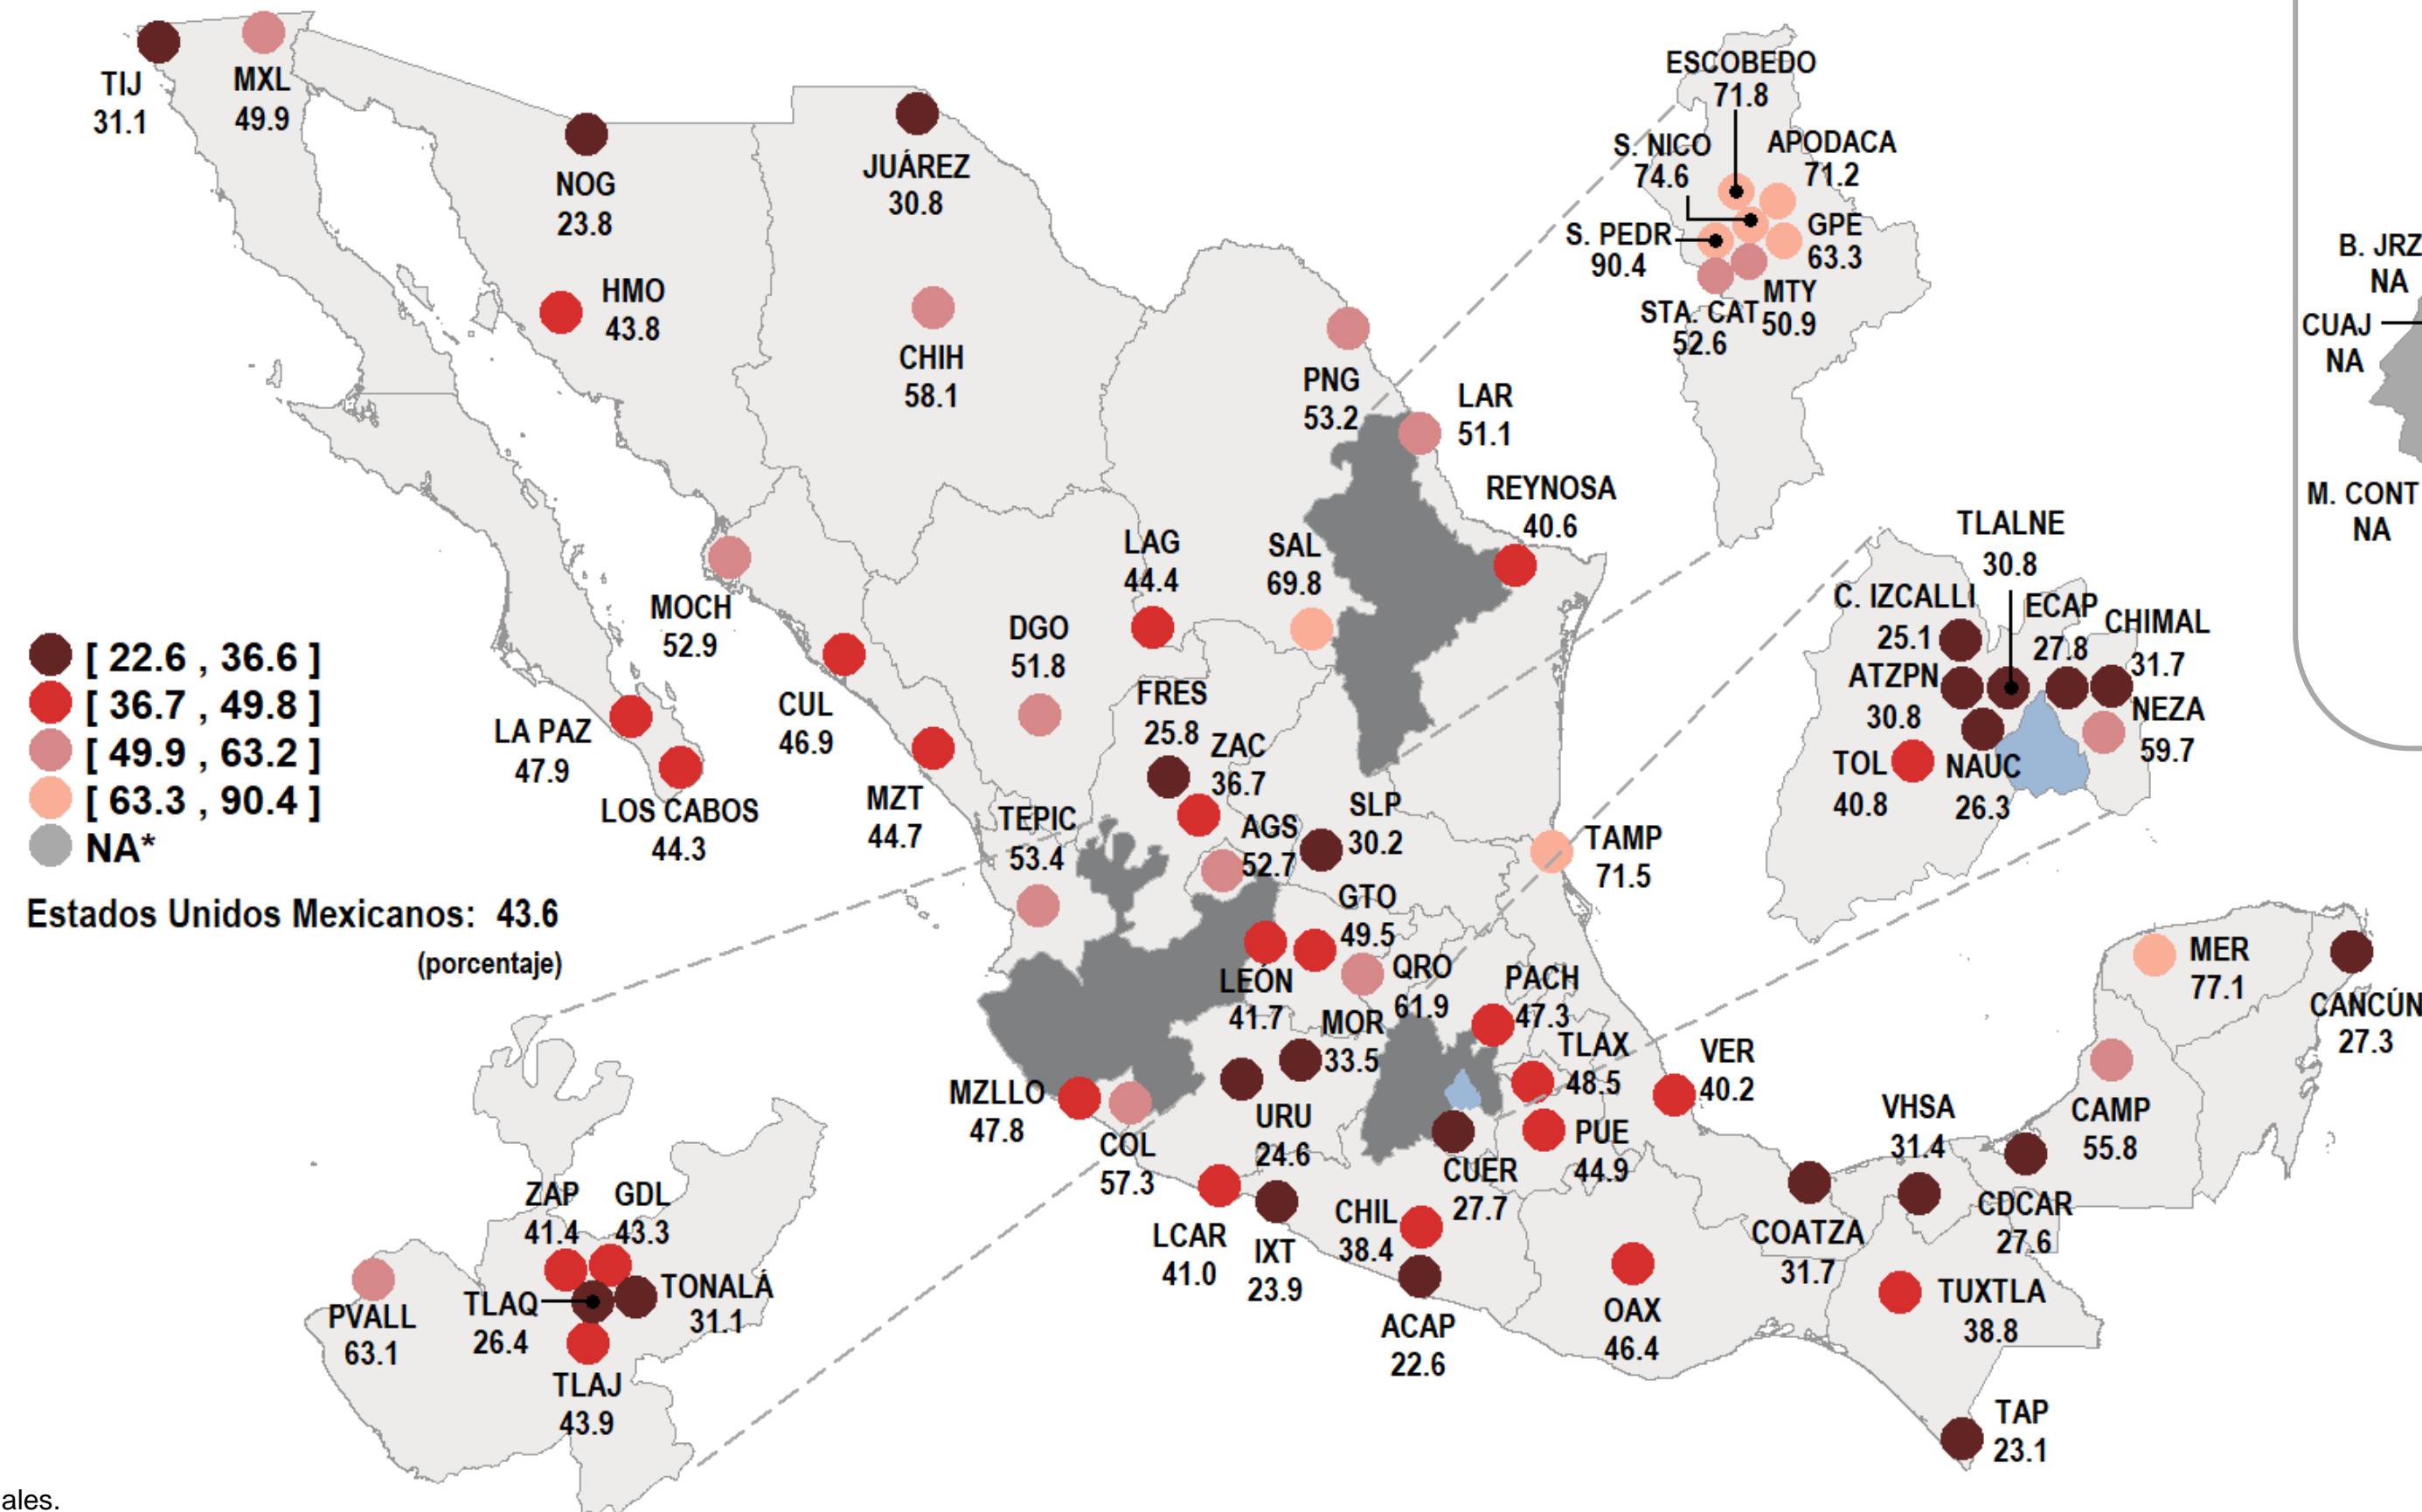 TIJ
31.1
MXL
49.9
NOG
23.8
HMO
43.8
JUÁREZ
30.8
CHIH
58.1
ESCOBEDO
71.8
S. NICO
74.6
APODACA
71.2
S. PEDR
90.4
GPE
63.3
STA. CAT
52.6
MTY
50.9
B. JRZ
NA
CUAJ
NA
M. CONT
NA
PNG
53.2
LAR
51.1
REYNOSA
40.6
LAG
44.4
SAL
69.8
MOCH
52.9
DGO
51.8
CUL
46.9
MZT
44.7
LA PAZ
47.9
LOS CABOS
44.3
[ 22.6 , 36.6 ]
[ 36.7 , 49.8 ]
[ 49.9 , 63.2 ]
[ 63.3 , 90.4 ]
NA*
Estados Unidos Mexicanos: 43.6
(porcentaje)
FRES
25.8
ZAC
36.7
TEPIC
53.4
AGS
52.7
SLP
30.2
TAMP
71.5
TLALNE
30.8
C. IZCALLI
25.1
ECAP
27.8
CHIMAL
31.7
ATZPN
30.8
NEZA
59.7
TOL
40.8
NAUC
26.3
GTO
49.5
LEÓN
41.7
QRO
61.9
PACH
47.3
MOR
33.5
TLAX
48.5
VER
40.2
MZLLO
47.8
COL
57.3
URU
24.6
CUER
27.7
PUE
44.9
LCAR
41.0
IXT
23.9
CHIL
38.4
ACAP
22.6
OAX
46.4
COATZA
31.7
VHSA
31.4
CDCAR
27.6
TUXTLA
38.8
TAP
23.1
MER
77.1
CANCÚN
27.3
CAMP
55.8
ZAP
41.4
GDL
43.3
PVALL
63.1
TLAQ
26.4
TONALÁ
31.1
TLAJ
43.9
ales.